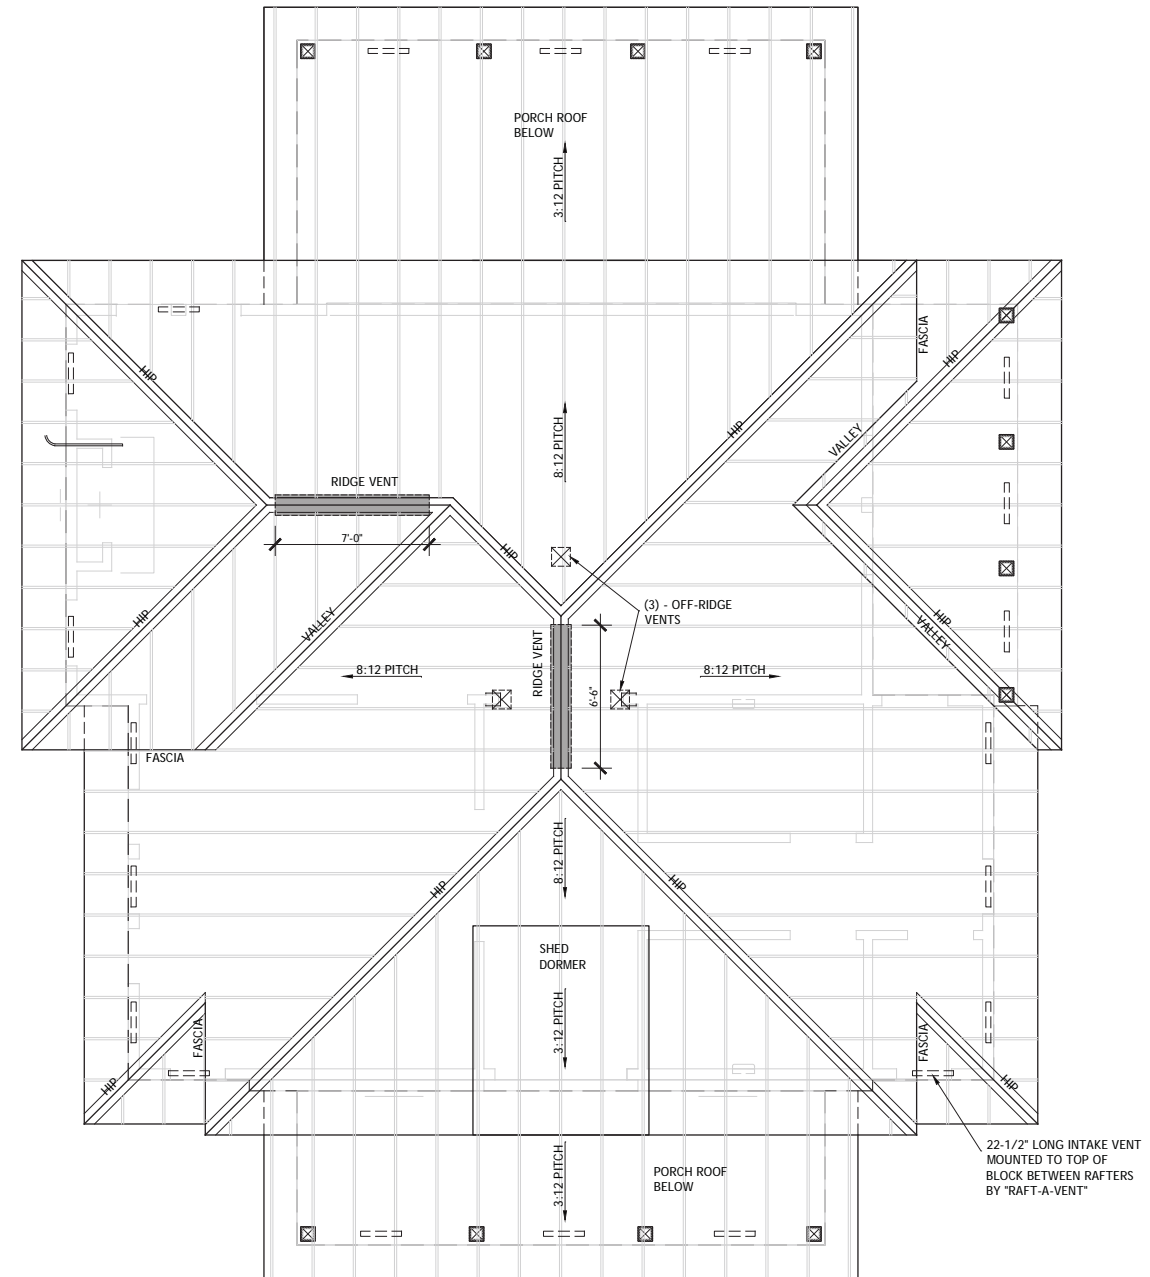 PORCH ROOF
BELOW
3:12 PITCH
FASCIA
HIP
HIP
VALLEY
HIP
8:12 PITCH
RIDGE VENT
7'-0"
HIP
(3) - OFF-RIDGE
VENTS
HIP
VALLEY
HIP
VALLEY
RIDGE VENT
8:12 PITCH
8:12 PITCH
6'-6"
FASCIA
8:12 PITCH
HIP
HIP
SHED
DORMER
3:12 PITCH
FASCIA
FASCIA
HIP
HIP
22-1/2" LONG INTAKE VENT
MOUNTED TO TOP OF
BLOCK BETWEEN RAFTERS
BY "RAFT-A-VENT"
3:12 PITCH
PORCH ROOF
BELOW